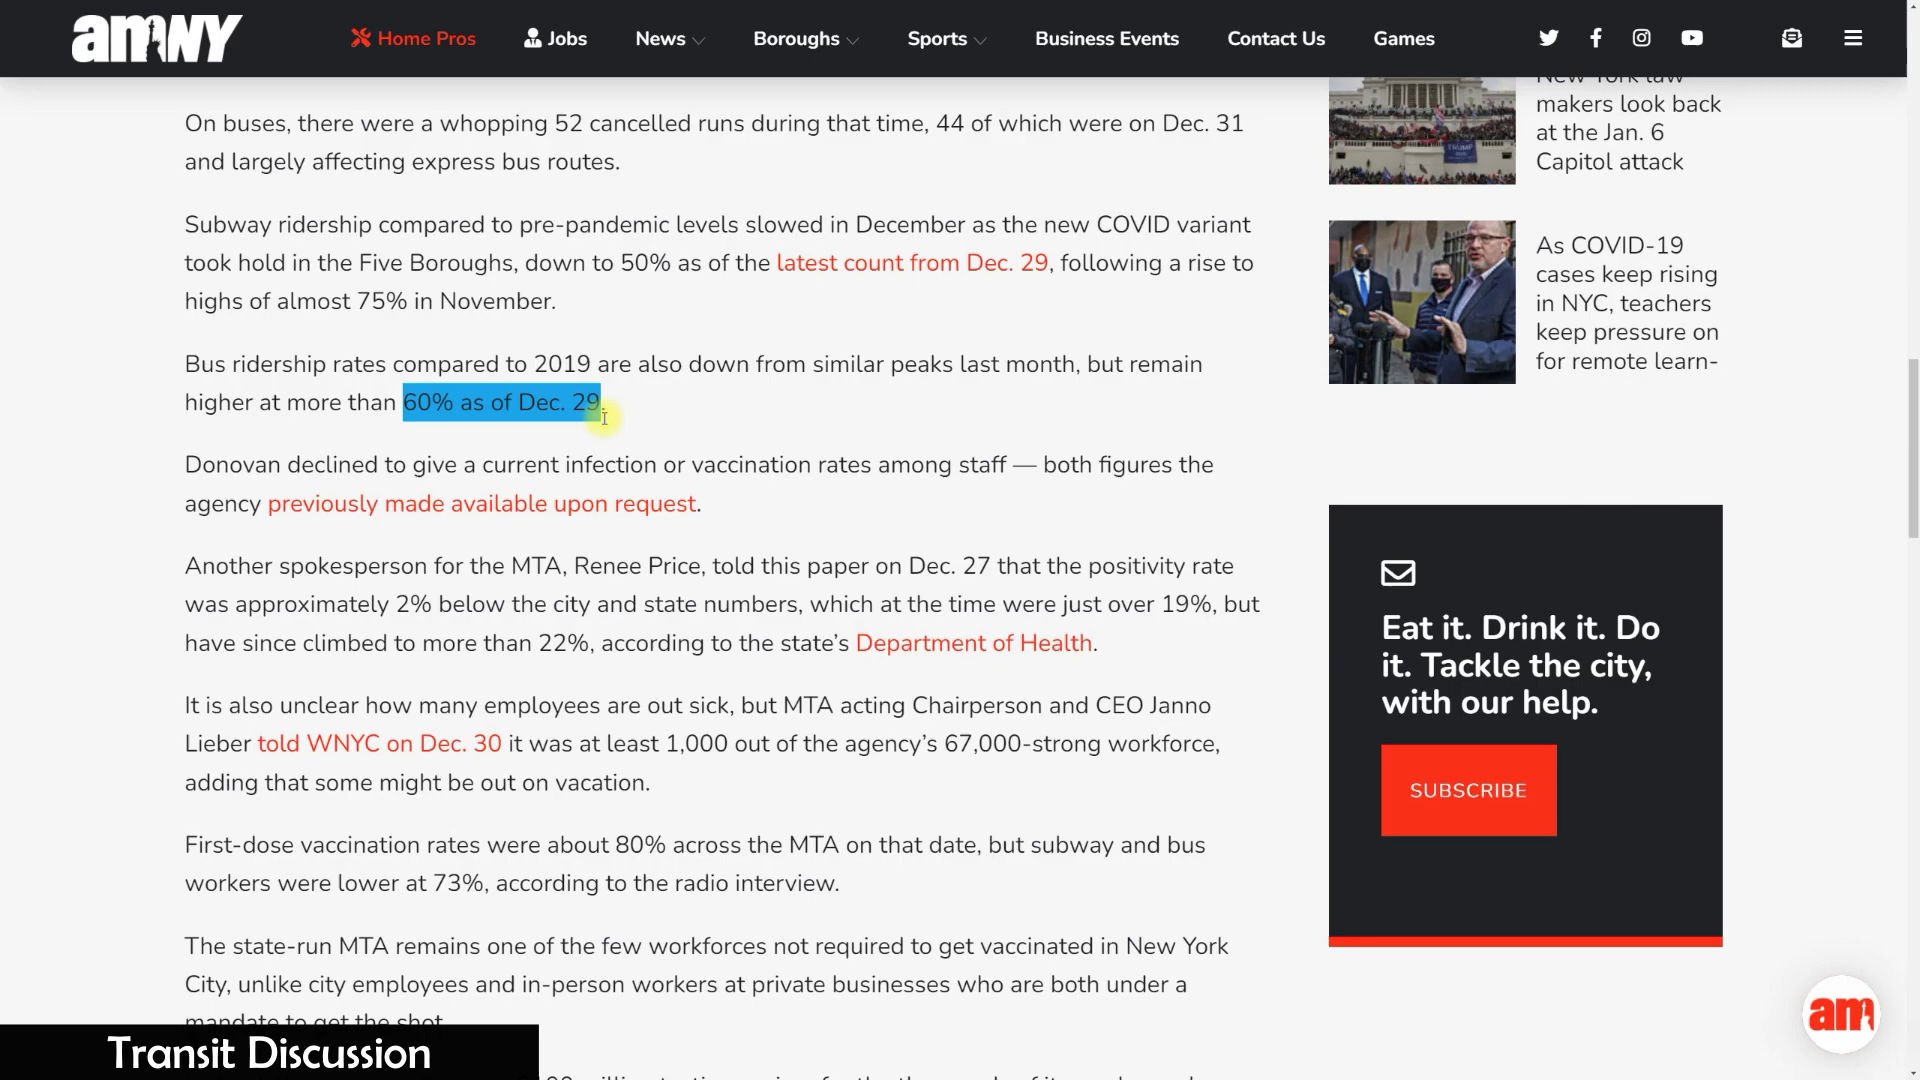 amNY
Home Pros
Jobs
News
Boroughs
Sports
Business Events
Contact Us
Games
On buses, there were a whopping 52 cancelled runs during that time, 44 of which were on Dec. 31
and largely affecting express bus routes.
Subway ridership compared to pre-pandemic levels slowed in December as the new COVID variant
took hold in the Five Boroughs, down to 50% as of the latest count from Dec. 29, following a rise to
highs of almost 75% in November.
Bus ridership rates compared to 2019 are also down from similar peaks last month, but remain
higher at more than 60% as of Dec. 29.
Donovan declined to give a current infection or vaccination rates among staff — both figures the
agency previously made available upon request.
Another spokesperson for the MTA, Renee Price, told this paper on Dec. 27 that the positivity rate
was approximately 2% below the city and state numbers, which at the time were just over 19%, but
have since climbed to more than 22%, according to the state’s Department of Health.
It is also unclear how many employees are out sick, but MTA acting Chairperson and CEO Janno
Lieber told WNYC on Dec. 30 it was at least 1,000 out of the agency’s 67,000-strong workforce,
adding that some might be out on vacation.
First-dose vaccination rates were about 80% across the MTA on that date, but subway and bus
workers were lower at 73%, according to the radio interview.
The state-run MTA remains one of the few workforces not required to get vaccinated in New York
City, unlike city employees and in-person workers at private businesses who are both under a
mandate to get the shot.
New York law
makers look back
at the Jan. 6
Capitol attack
TRUMP
As COVID-19
cases keep rising
in NYC, teachers
keep pressure on
for remote learn-
Eat it. Drink it. Do
it. Tackle the city,
with our help.
SUBSCRIBE
am
Transit Discussion